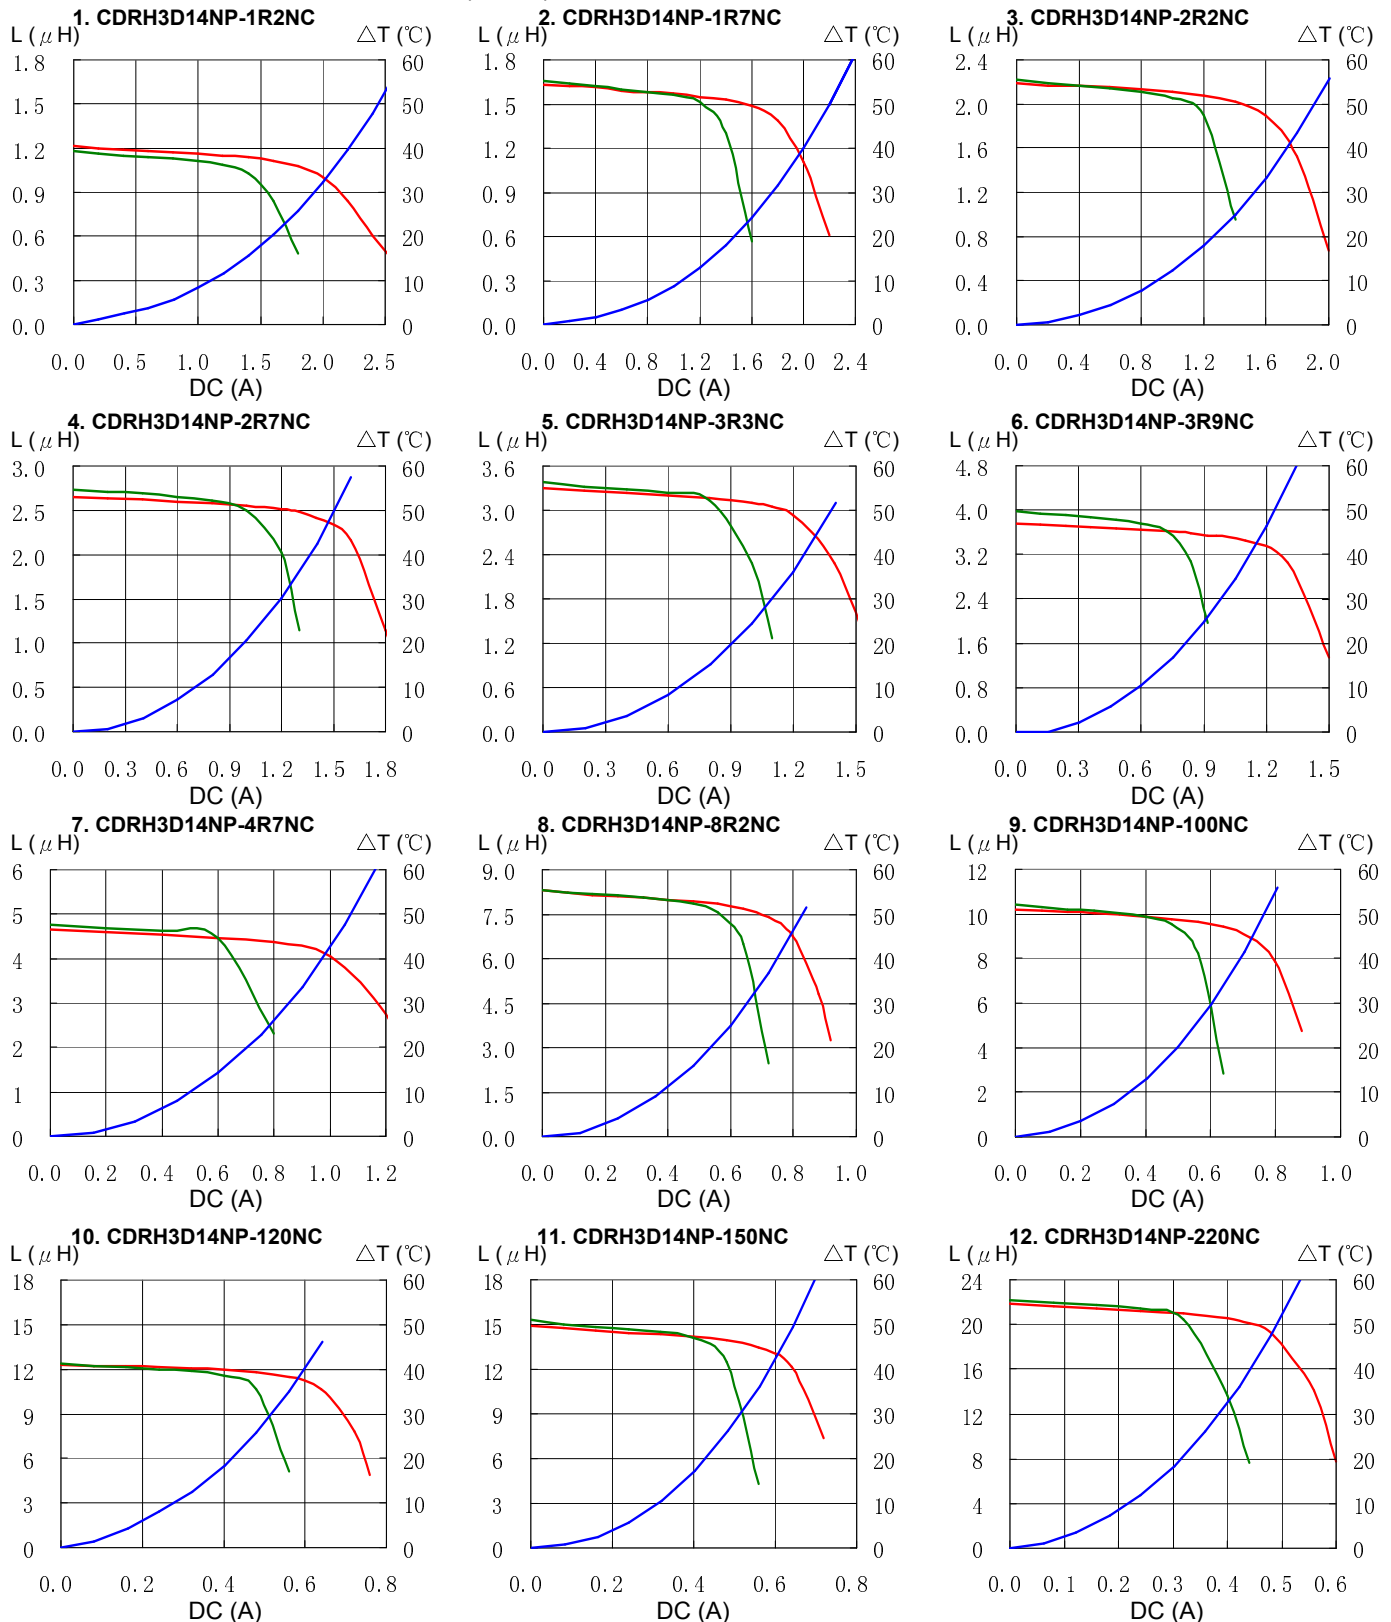 1. CDRH3D14NP-1R2NC
L (μH) △T (℃)
1.8 60
1.5 50
1.2 40
0.9 30
0.6 20
0.3 10
0.0 0
0.0 0.5 1.0 1.5 2.0 2.5
DC (A)
2. CDRH3D14NP-1R7NC
L (μH) △T (℃)
1.8 60
1.5 50
1.2 40
0.9 30
0.6 20
0.3 10
0.0 0
0.0 0.4 0.8 1.2 1.6 2.0 2.4
DC (A)
3. CDRH3D14NP-2R2NC
L (μH) △T (℃)
2.4 60
2.0 50
1.6 40
1.2 30
0.8 20
0.4 10
0.0 0
0.0 0.4 0.8 1.2 1.6 2.0
DC (A)
4. CDRH3D14NP-2R7NC
L (μH) △T (℃)
3.0 60
2.5 50
2.0 40
1.5 30
1.0 20
0.5 10
0.0 0
0.0 0.3 0.6 0.9 1.2 1.5 1.8
DC (A)
5. CDRH3D14NP-3R3NC
L (μH) △T (℃)
3.6 60
3.0 50
2.4 40
1.8 30
1.2 20
0.6 10
0.0 0
0.0 0.3 0.6 0.9 1.2 1.5
DC (A)
6. CDRH3D14NP-3R9NC
L (μH) △T (℃)
4.8 60
4.0 50
3.2 40
2.4 30
1.6 20
0.8 10
0.0 0
0.0 0.3 0.6 0.9 1.2 1.5
DC (A)
7. CDRH3D14NP-4R7NC
L (μH) △T (℃)
6 60
5 50
4 40
3 30
2 20
1 10
0 0
0.0 0.2 0.4 0.6 0.8 1.0 1.2
DC (A)
8. CDRH3D14NP-8R2NC
L (μH) △T (℃)
9.0 60
7.5 50
6.0 40
4.5 30
3.0 20
1.5 10
0.0 0
0.0 0.2 0.4 0.6 0.8 1.0
DC (A)
9. CDRH3D14NP-100NC
L (μH) △T (℃)
12 60
10 50
8 40
6 30
4 20
2 10
0 0
0.0 0.2 0.4 0.6 0.8 1.0
DC (A)
10. CDRH3D14NP-120NC
L (μH) △T (℃)
18 60
15 50
12 40
9 30
6 20
3 10
0 0
0.0 0.2 0.4 0.6 0.8
DC (A)
11. CDRH3D14NP-150NC
L (μH) △T (℃)
18 60
15 50
12 40
9 30
6 20
3 10
0 0
0.0 0.2 0.4 0.6 0.8
DC (A)
12. CDRH3D14NP-220NC
L (μH) △T (℃)
24 60
20 50
16 40
12 30
8 20
4 10
0 0
0.0 0.1 0.2 0.3 0.4 0.5 0.6
DC (A)